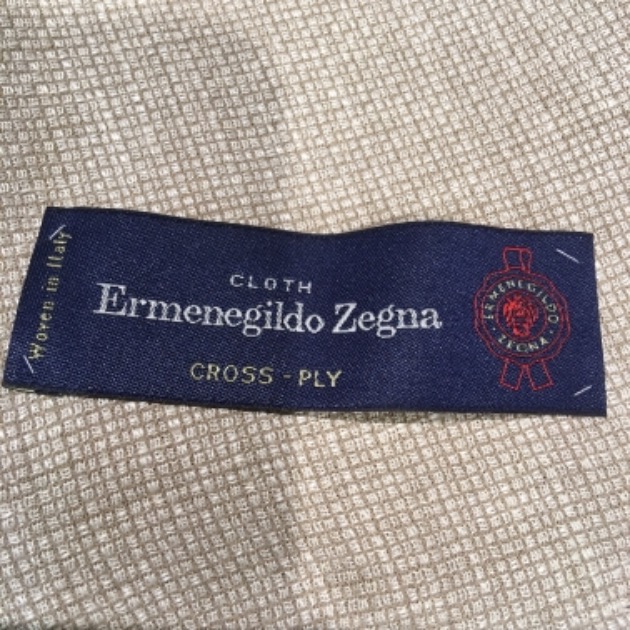 Woven in Italy
CLOTH
Ermenegildo Zegna
CROSS - PLY
ERMENEGILDO
ZEGNA